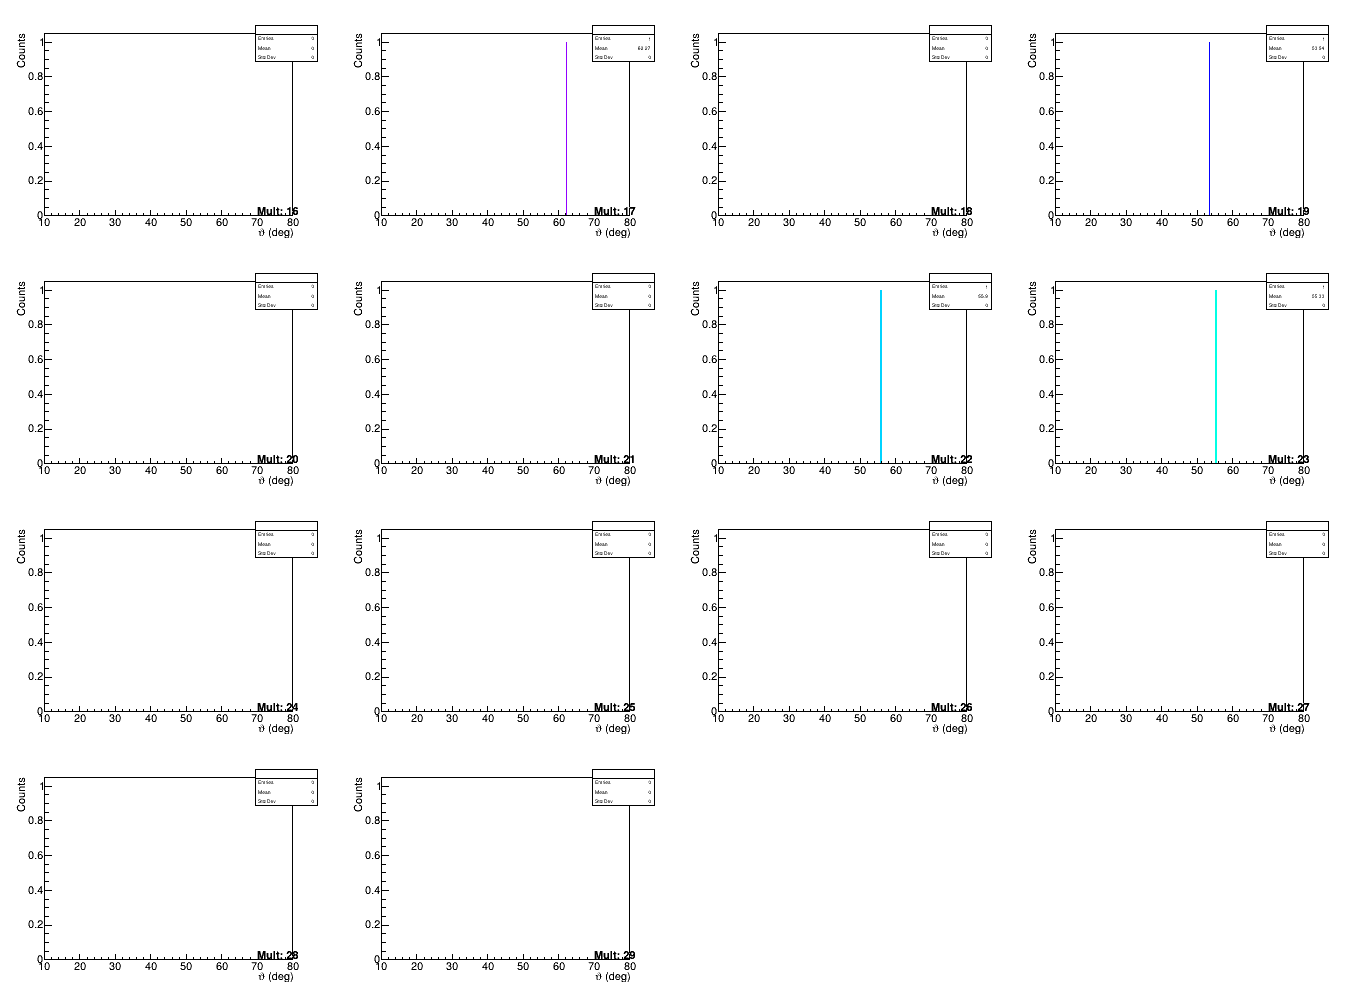 Counts
1
0.8
0.6
0.4
0.2
0
10 20 30 40 50 60 70 80
ϑ (deg)
Mult: 16
Entries 0
Mean 0
Std Dev 0
Counts
1
0.8
0.6
0.4
0.2
0
10 20 30 40 50 60 70 80
ϑ (deg)
Mult: 17
Entries 1
Mean 62.27
Std Dev 0
Counts
1
0.8
0.6
0.4
0.2
0
10 20 30 40 50 60 70 80
ϑ (deg)
Mult: 18
Entries 0
Mean 0
Std Dev 0
Counts
1
0.8
0.6
0.4
0.2
0
10 20 30 40 50 60 70 80
ϑ (deg)
Mult: 19
Entries 1
Mean
Std Dev 0
Counts
1
0.8
0.6
0.4
0.2
0
10 20 30 40 50 60 70 80
ϑ (deg)
Mult: 20
Entries 0
Mean 0
Std Dev 0
Counts
1
0.8
0.6
0.4
0.2
0
10 20 30 40 50 60 70 80
ϑ (deg)
Mult: 21
Entries 0
Mean 0
Std Dev 0
Counts
1
0.8
0.6
0.4
0.2
0
10 20 30 40 50 60 70 80
ϑ (deg)
Mult: 22
Entries 1
Mean 55.9
Std Dev 0
Counts
1
0.8
0.6
0.4
0.2
0
10 20 30 40 50 60 70 80
ϑ (deg)
Mult: 23
Entries 1
Mean 55.33
Std Dev 0
Counts
1
0.8
0.6
0.4
0.2
0
10 20 30 40 50 60 70 80
ϑ (deg)
Mult: 24
Entries 0
Mean 0
Std Dev 0
Counts
1
0.8
0.6
0.4
0.2
0
10 20 30 40 50 60 70 80
ϑ (deg)
Mult: 25
Entries 0
Mean 0
Std Dev 0
Counts
1
0.8
0.6
0.4
0.2
0
10 20 30 40 50 60 70 80
ϑ (deg)
Mult: 26
Entries 0
Mean 0
Std Dev 0
Counts
1
0.8
0.6
0.4
0.2
0
10 20 30 40 50 60 70 80
ϑ (deg)
Mult: 27
Entries 0
Mean 0
Std Dev 0
Counts
1
0.8
0.6
0.4
0.2
0
10 20 30 40 50 60 70 80
ϑ (deg)
Mult: 28
Entries 0
Mean 0
Std Dev 0
Counts
1
0.8
0.6
0.4
0.2
0
10 20 30 40 50 60 70 80
ϑ (deg)
Mult: 29
Entries 0
Mean 0
Std Dev 0